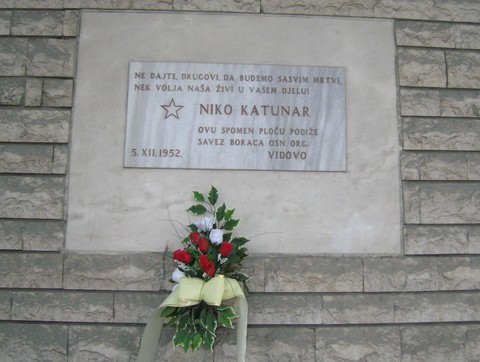 NE DAJTE, DRUGOVI, DA BUDEMO SASVIM MRTVI,
NEK VOLJA NAŠA ŽIVI U VAŠEM DJELU!
NIKO KATUNAR
OVU SPOMEN PLOČU PODIŽE
SAVEZ BORACA OSN. ORG.
5. XII. 1952. VIDOVO